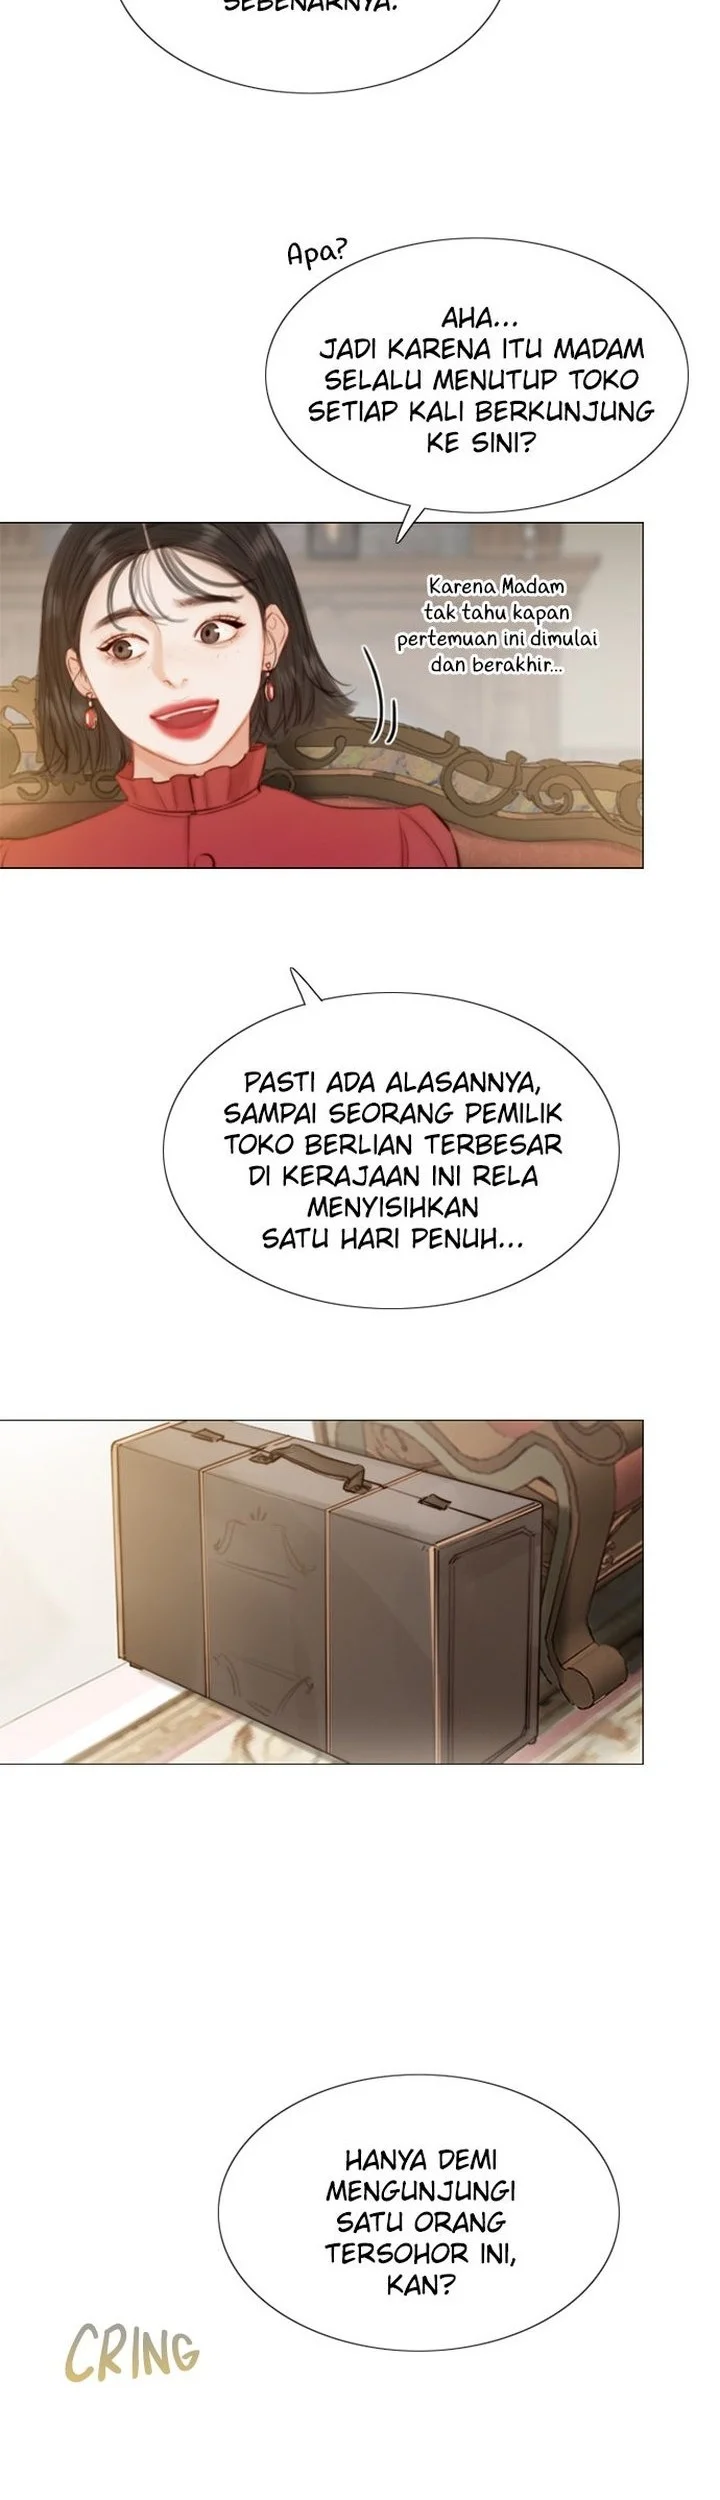 SEBENARNYA.
Apa?
AHA...
JADI KARENA ITU MADAM
SELALU MENUTUP TOKO
SETIAP KALI BERKUNJUNG
KE SINI?
Karena Madam
tak tahu kapan
pertemuan ini dimulai
dan berakhir...
PASTI ADA ALASANNYA,
SAMPAI SEORANG PEMILIK
TOKO BERLIAN TERBESAR
DI KERAJAAN INI RELA
MENYISIHKAN
SATU HARI PENUH...
HANYA DEMI
MENGUNJUNGI
SATU ORANG
TERSOHOR INI,
KAN?
CRING